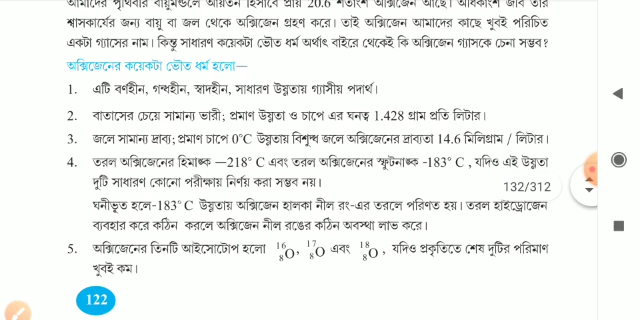 আমাদের পৃথিবীর বায়ুমণ্ডলে আয়তন হিসাবে প্রায় 20.6 শতাংশ অক্সিজেন আছে। অধিকাংশ জীব তার
শ্বাসকার্যের জন্য বায়ু বা জল থেকে অক্সিজেন গ্রহণ করে। তাই অক্সিজেন আমাদের কাছে খুবই পরিচিত
একটা গ্যাসের নাম। কিন্তু সাধারণ কয়েকটা ভৌত ধর্ম অর্থাৎ বাইরে থেকেই কি অক্সিজেন গ্যাসকে চেনা সম্ভব?
অক্সিজেনের কয়েকটা ভৌত ধর্ম হলো—
1. এটি বর্ণহীন, গন্ধহীন, স্বাদহীন, সাধারণ উষ্ণতায় গ্যাসীয় পদার্থ।
2. বাতাসের চেয়ে সামান্য ভারী; প্রমাণ উষ্ণতা ও চাপে এর ঘনত্ব 1.428 গ্রাম প্রতি লিটার।
3. জলে সামান্য দ্রাব্য; প্রমাণ চাপে 0°C উষ্ণতায় বিশুদ্ধ জলে অক্সিজেনের দ্রাব্যতা 14.6 মিলিগ্রাম / লিটার।
4. তরল অক্সিজেনের হিমাঙ্ক —218° C এবং তরল অক্সিজেনের স্ফুটনাঙ্ক -183° C, যদিও এই উষ্ণতা
দুটি সাধারণ কোনো পরীক্ষায় নির্ণয় করা সম্ভব নয়।
132/312
ঘনীভূত হলে-183° C উষ্ণতায় অক্সিজেন হালকা নীল রং-এর তরলে পরিণত হয়। তরল হাইড্রোজেন
ব্যবহার করে কঠিন করলে অক্সিজেন নীল রঙের কঠিন অবস্থা লাভ করে।
5. অক্সিজেনের তিনটি আইসোটোপ হলো ¹⁶₈O, ¹⁷₈O এবং ¹⁸₈O, যদিও প্রকৃতিতে শেষ দুটির পরিমাণ
খুবই কম।
122